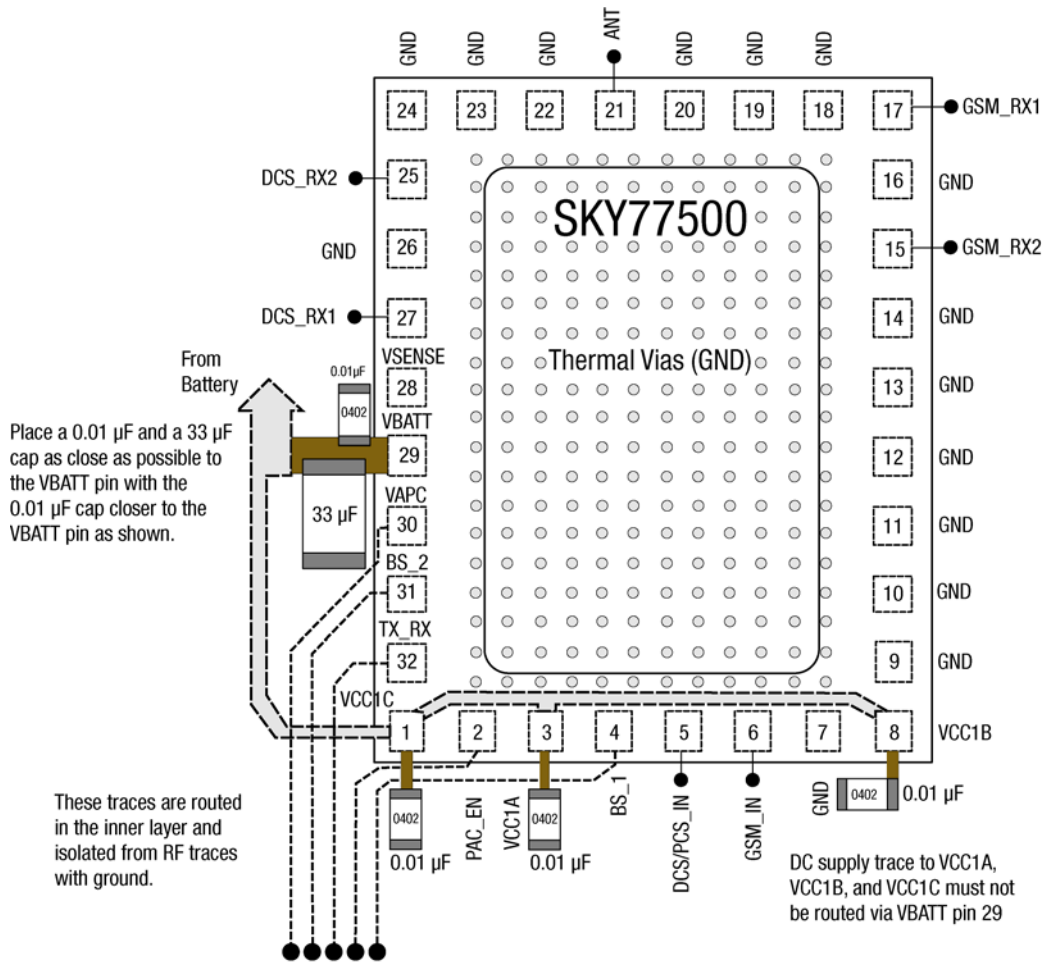 GND
GND
GND
ANT
GND
GND
GND
24
23
22
21
20
19
18
17
GSM_RX1
DCS_RX2
25
16
GND
SKY77500
GND
26
15
GSM_RX2
DCS_RX1
27
14
GND
From
Battery
VSENSE
Thermal Vias (GND)
0.01µF
28
13
GND
0402
VBATT
Place a 0.01 µF and a 33 µF
cap as close as possible to
the VBATT pin with the
0.01 µF cap closer to the
VBATT pin as shown.
29
12
GND
VAPC
33 µF
30
11
GND
BS_2
31
10
GND
TX_RX
32
9
GND
VCC1C
1
2
3
4
5
6
7
8
VCC1B
These traces are routed
in the inner layer and
isolated from RF traces
with ground.
0402
0.01 µF
PAC_EN
VCC1A
0402
0.01 µF
BS_1
DCS/PCS_IN
GSM_IN
GND
0402
0.01 µF
DC supply trace to VCC1A,
VCC1B, and VCC1C must not
be routed via VBATT pin 29